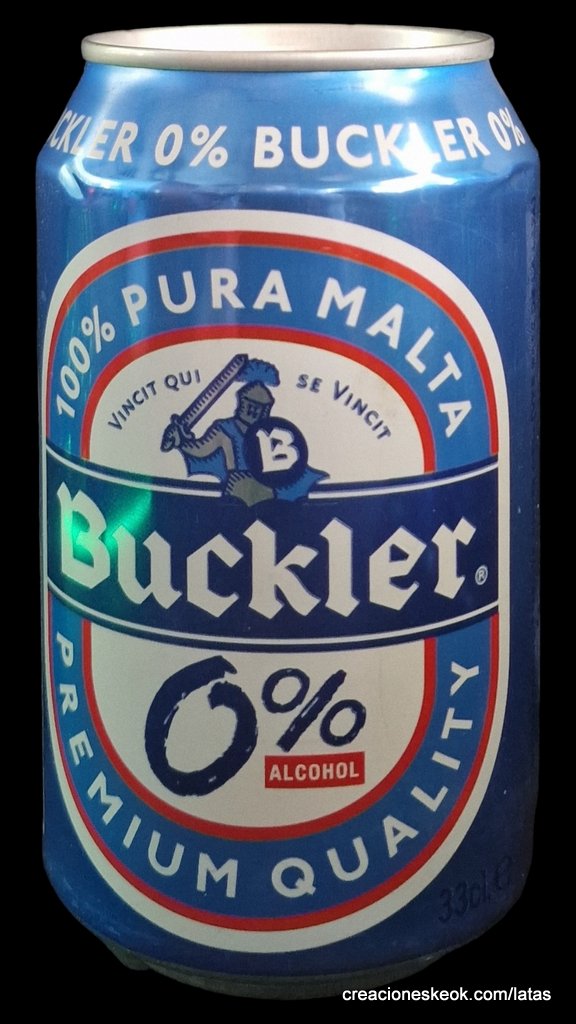 CKLER 0% BUCKLER 0%
100% PURA MALTA
VINCIT QUI SE VINCIT
B
Buckler®
0%
ALCOHOL
PREMIUM QUALITY
33cl.e
creacioneskeok.com/latas